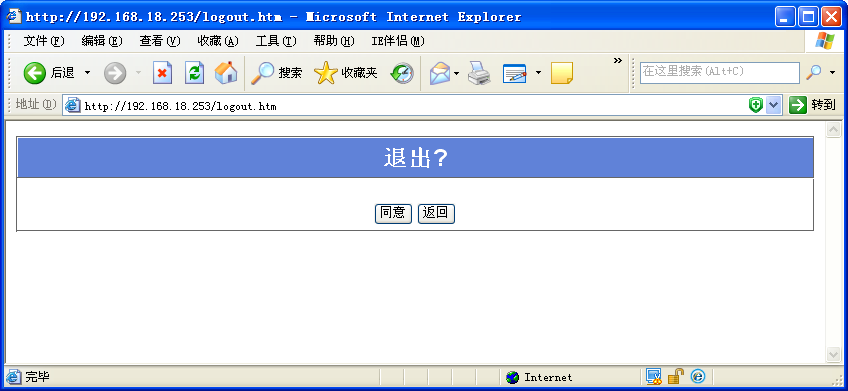 http://192.168.18.253/logout.htm - Microsoft Internet Explorer
文件(F) 编辑(E) 查看(V) 收藏(A) 工具(T) 帮助(H) IE伴侣(M)
后退 搜索 收藏夹 » 在这里搜索(Alt+C)
地址(D) http://192.168.18.253/logout.htm 转到
退出?
同意 返回
完毕 Internet